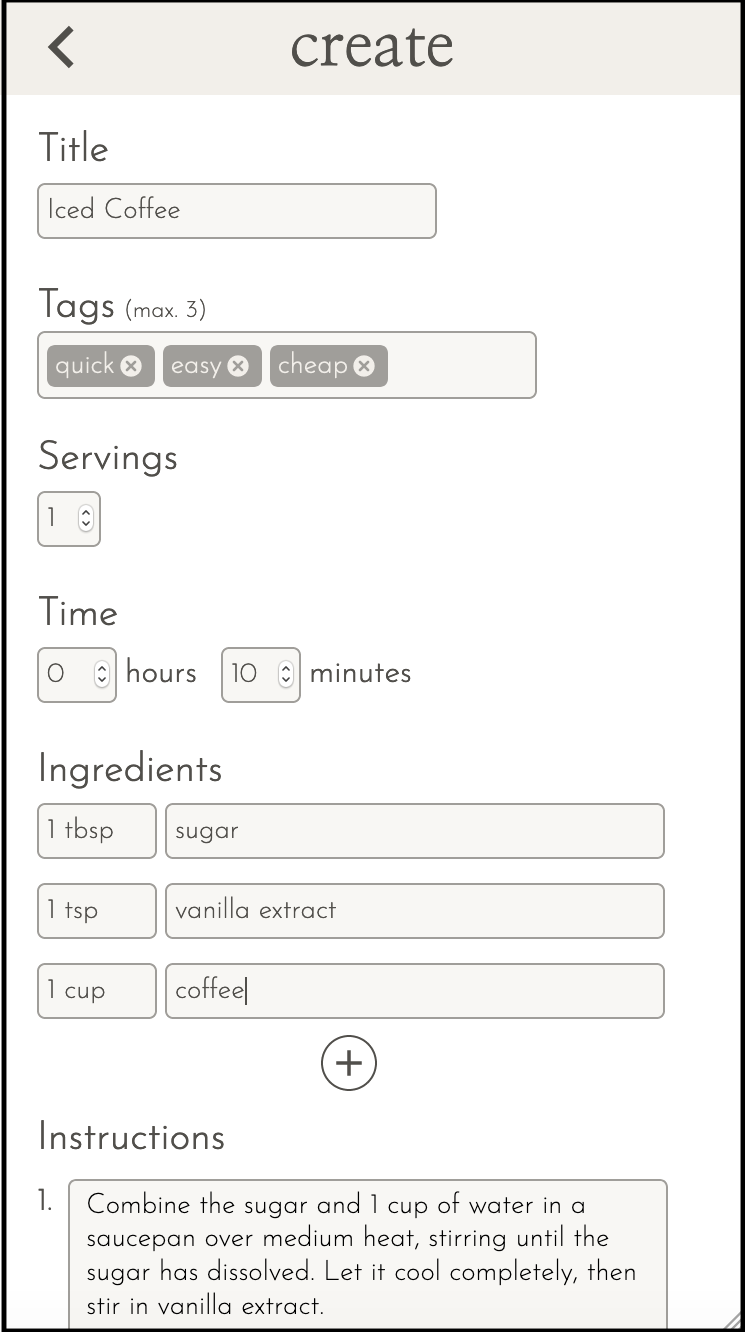 create
Title
Iced Coffee
Tags (max. 3)
quick easy cheap
Servings
1
Time
0 hours 10 minutes
Ingredients
1 tbsp sugar
1 tsp vanilla extract
1 cup coffee
Instructions
1. Combine the sugar and 1 cup of water in a
saucepan over medium heat, stirring until the
sugar has dissolved. Let it cool completely, then
stir in vanilla extract.